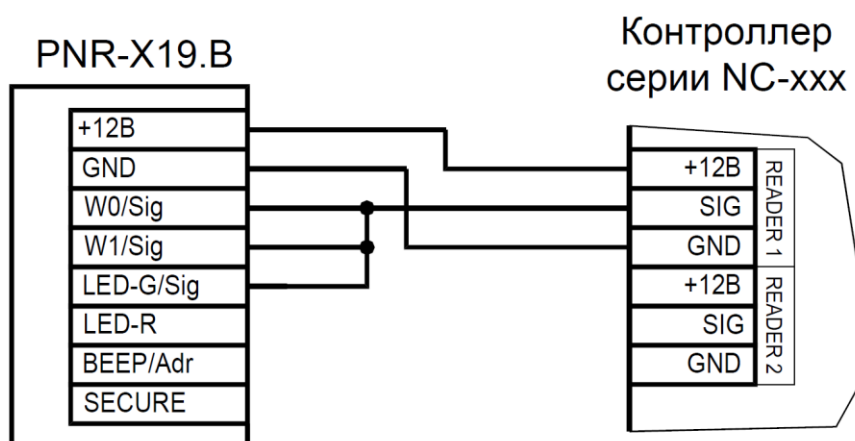 PNR-X19.B
+12В
GND
W0/Sig
W1/Sig
LED-G/Sig
LED-R
BEEP/Adr
SECURE
Контроллер
серии NC-xxx
+12В
SIG
GND
READER 1
+12В
SIG
GND
READER 2